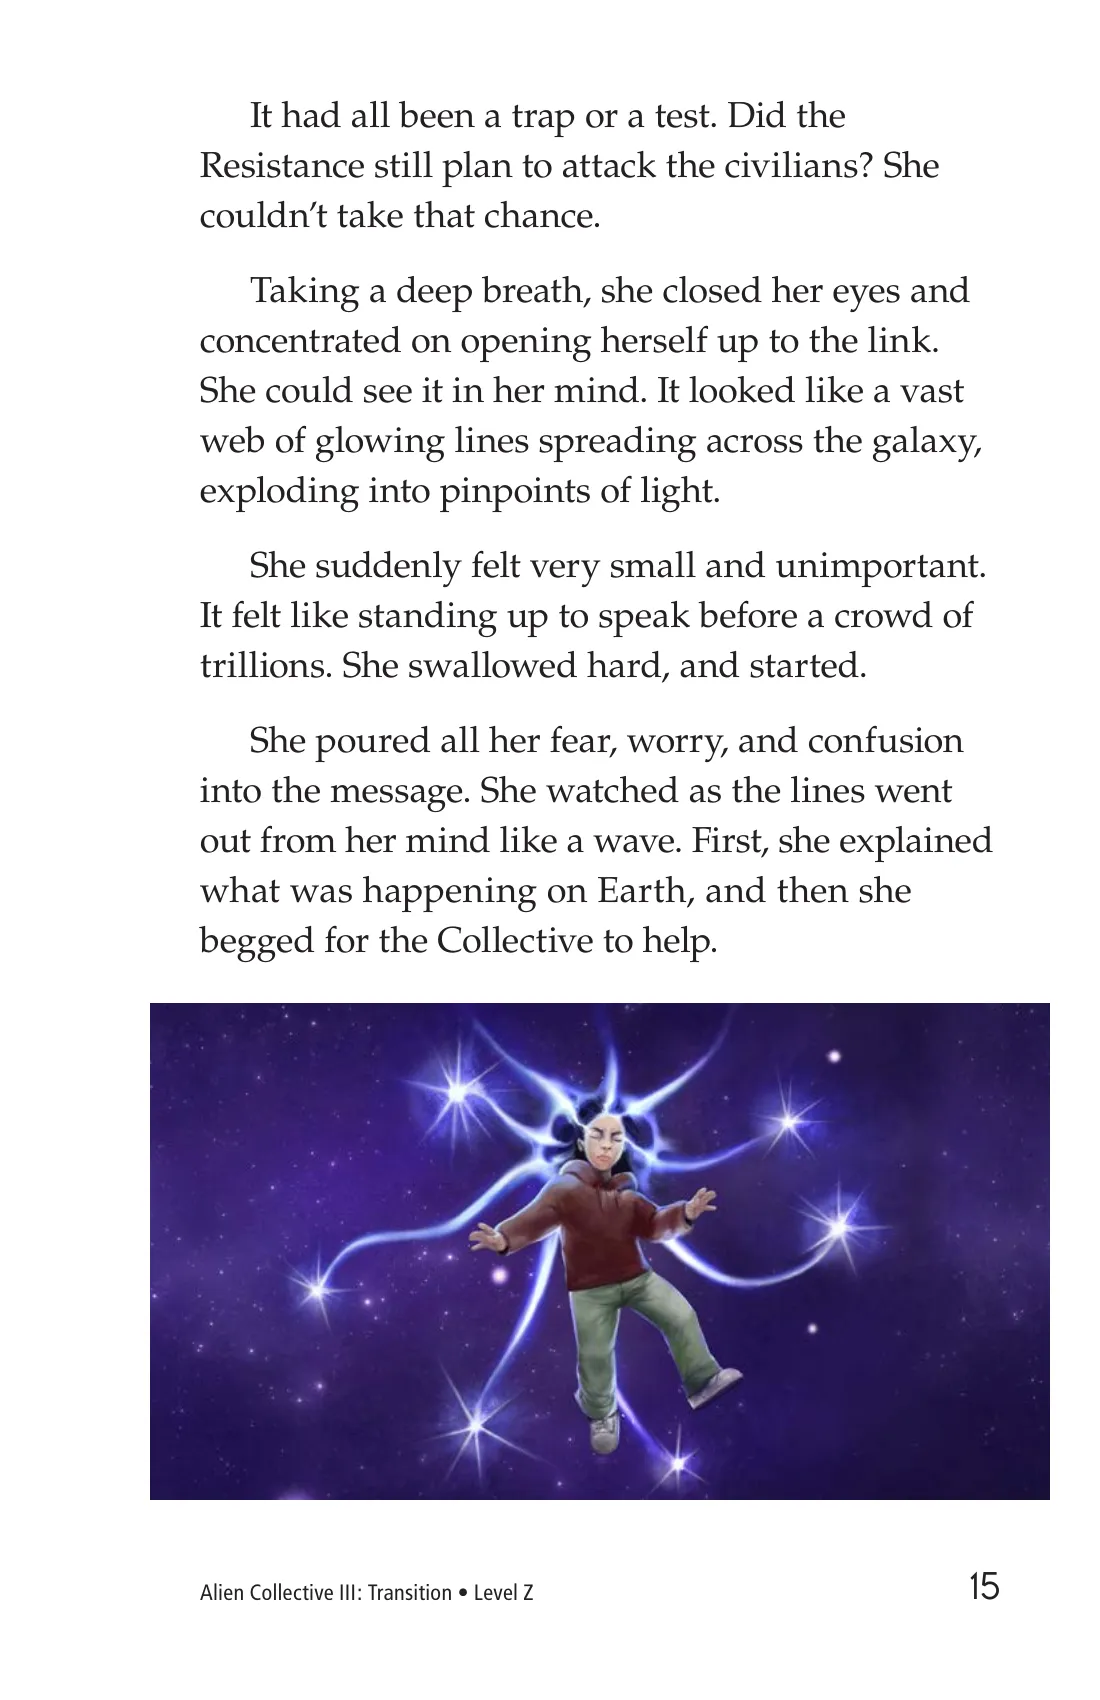 It had all been a trap or a test. Did the
Resistance still plan to attack the civilians? She
couldn’t take that chance.
Taking a deep breath, she closed her eyes and
concentrated on opening herself up to the link.
She could see it in her mind. It looked like a vast
web of glowing lines spreading across the galaxy,
exploding into pinpoints of light.
She suddenly felt very small and unimportant.
It felt like standing up to speak before a crowd of
trillions. She swallowed hard, and started.
She poured all her fear, worry, and confusion
into the message. She watched as the lines went
out from her mind like a wave. First, she explained
what was happening on Earth, and then she
begged for the Collective to help.
Alien Collective III: Transition • Level Z
15